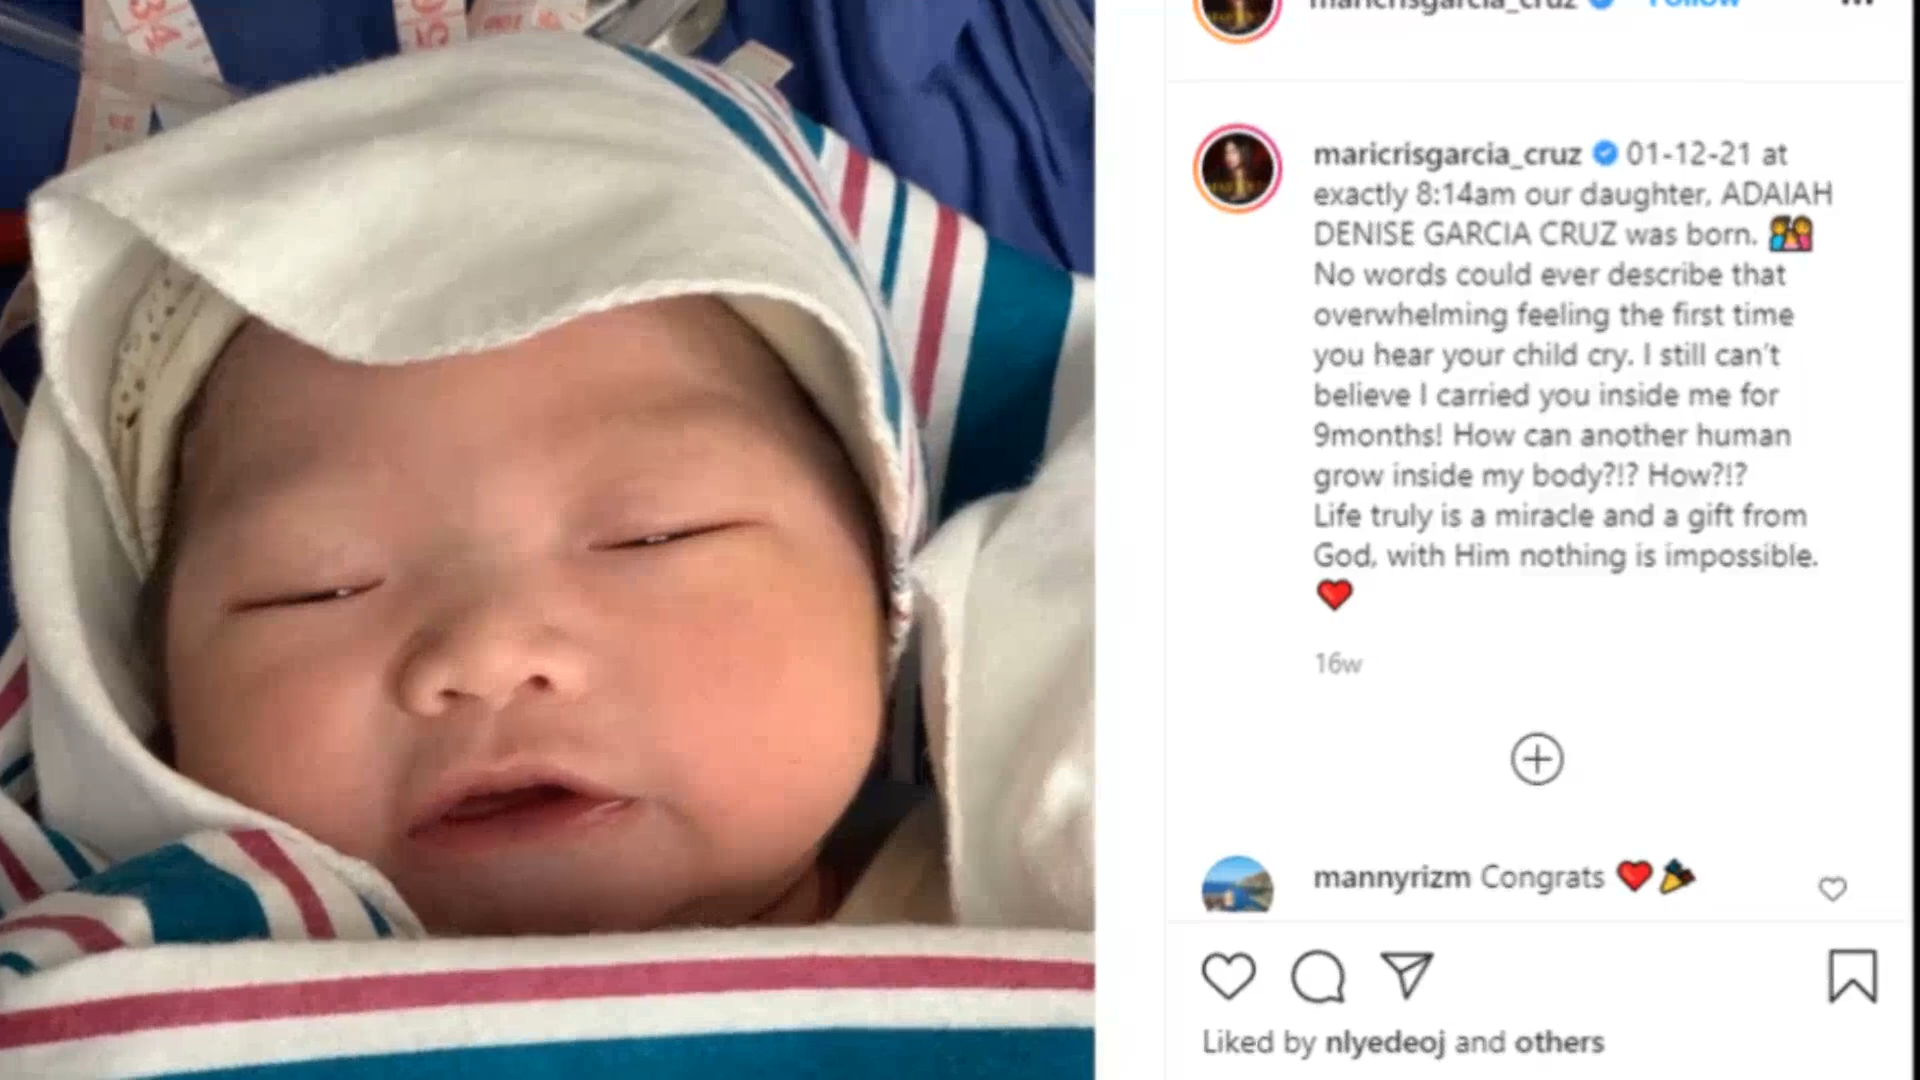 maricrisgarcia_cruz Follow
maricrisgarcia_cruz 01-12-21 at
exactly 8:14am our daughter, ADAIAH
DENISE GARCIA CRUZ was born. 👨‍👩‍👧
No words could ever describe that
overwhelming feeling the first time
you hear your child cry. I still can't
believe I carried you inside me for
9months! How can another human
grow inside my body?!? How?!?
Life truly is a miracle and a gift from
God, with Him nothing is impossible.
❤️
16w
mannyrizm Congrats ❤️🎉
Liked by nlyedeoj and others
34